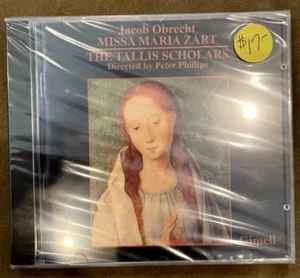 Jacob Obrecht
MISSA MARIA ZART
THE TALLIS SCHOLARS
Directed by Peter Phillips
$17-
Gimell